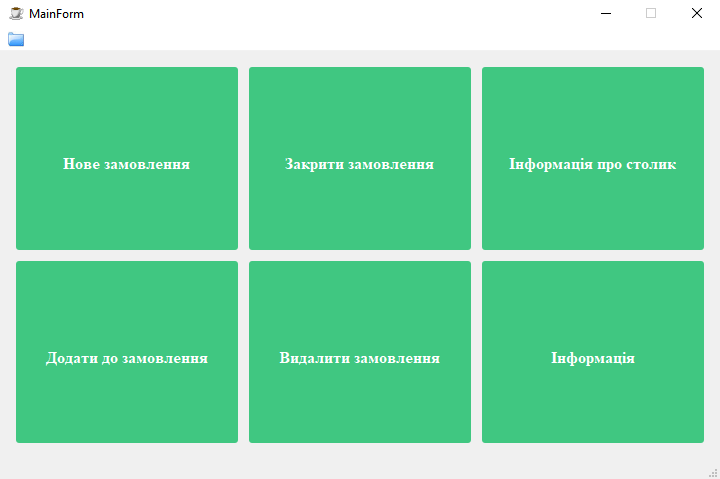 MainForm
Нове замовлення
Закрити замовлення
Інформація про столик
Додати до замовлення
Видалити замовлення
Інформація